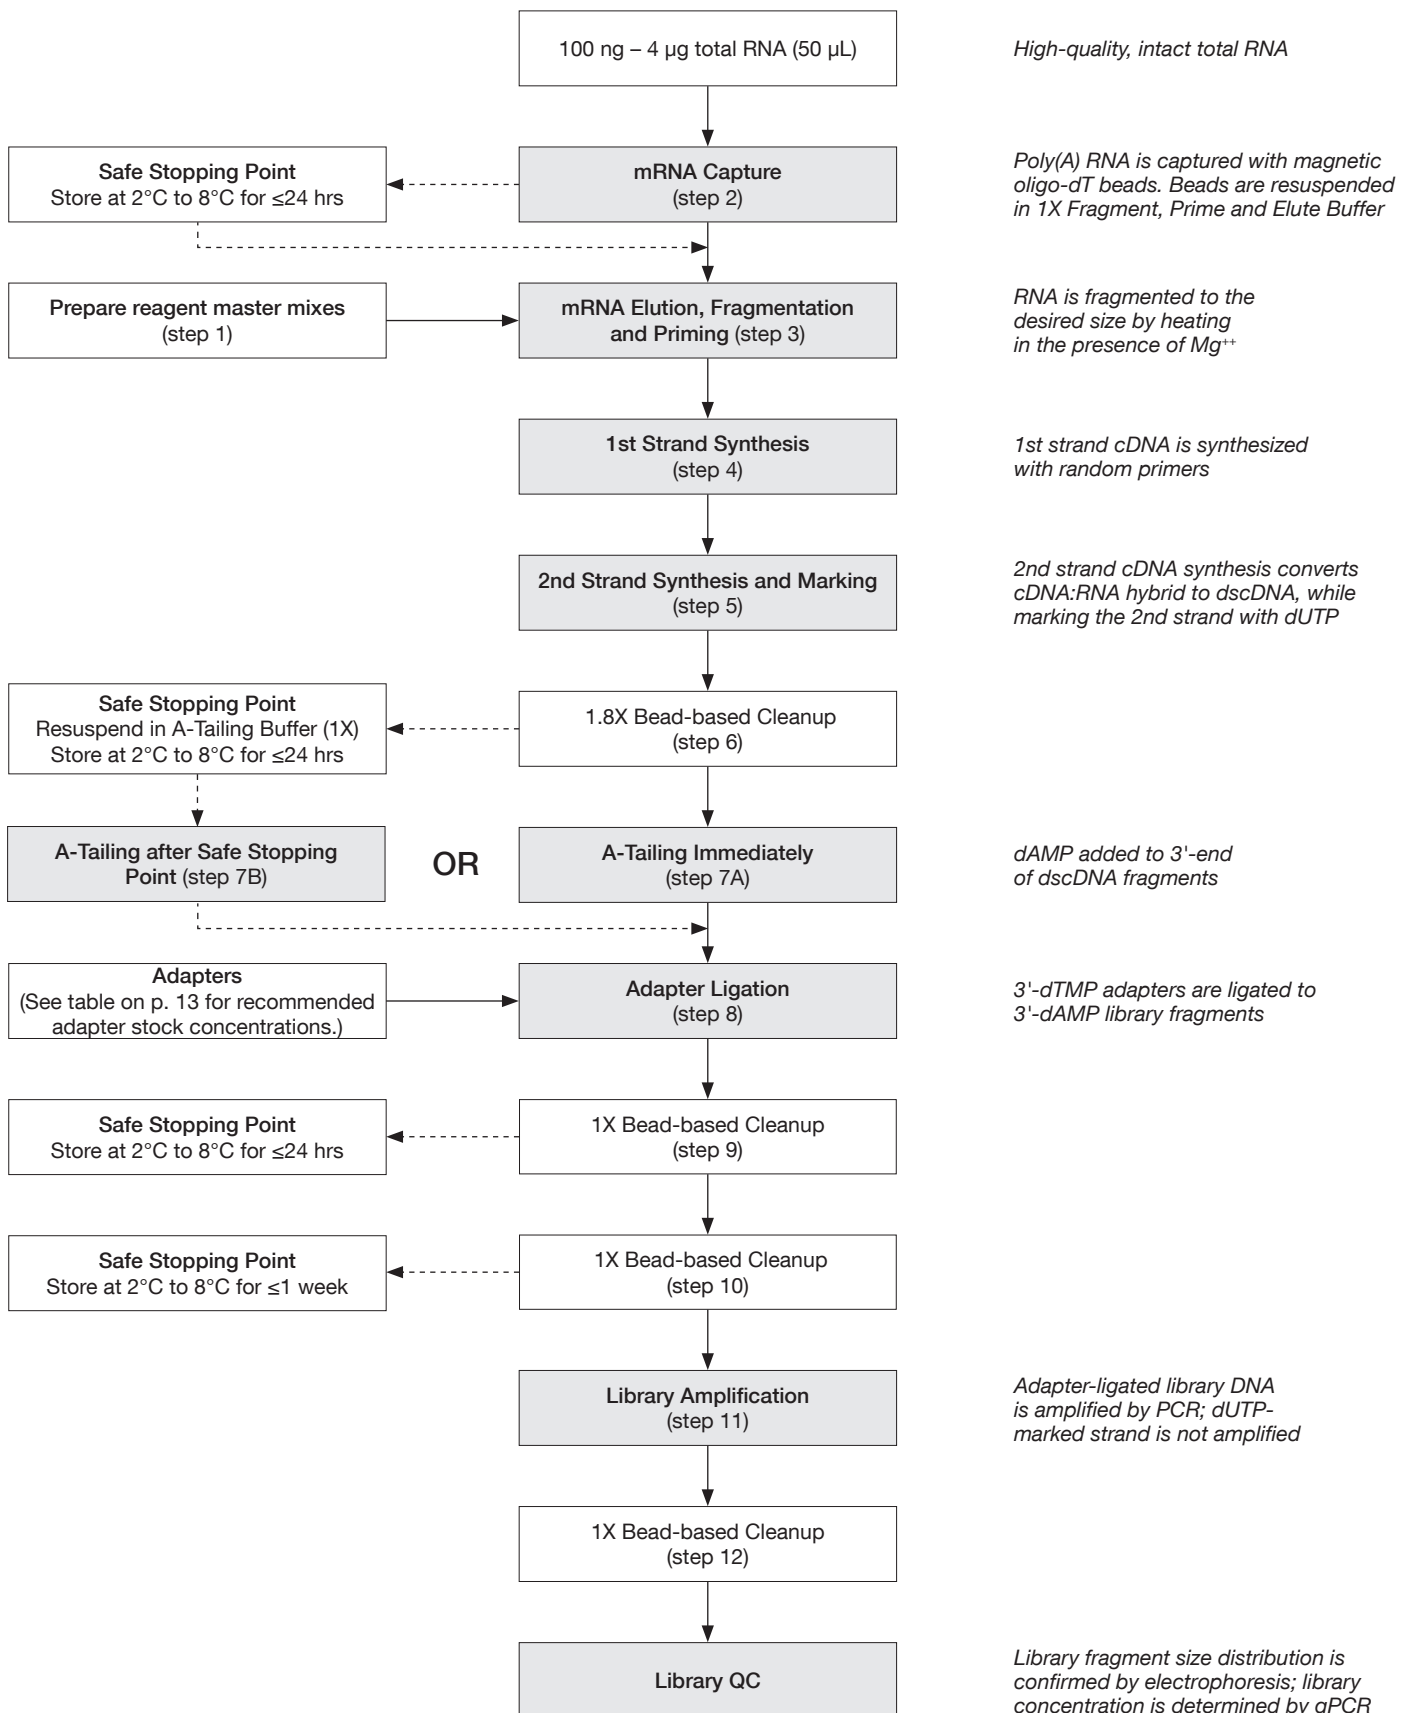 100 ng – 4 µg total RNA (50 µL)
High-quality, intact total RNA
Safe Stopping Point
Store at 2°C to 8°C for ≤24 hrs
mRNA Capture
(step 2)
Poly(A) RNA is captured with magnetic
oligo-dT beads. Beads are resuspended
in 1X Fragment, Prime and Elute Buffer
Prepare reagent master mixes
(step 1)
mRNA Elution, Fragmentation
and Priming (step 3)
RNA is fragmented to the
desired size by heating
in the presence of Mg⁺⁺
1st Strand Synthesis
(step 4)
1st strand cDNA is synthesized
with random primers
2nd Strand Synthesis and Marking
(step 5)
2nd strand cDNA synthesis converts
cDNA:RNA hybrid to dscDNA, while
marking the 2nd strand with dUTP
Safe Stopping Point
Resuspend in A-Tailing Buffer (1X)
Store at 2°C to 8°C for ≤24 hrs
1.8X Bead-based Cleanup
(step 6)
A-Tailing after Safe Stopping
Point (step 7B)
OR
A-Tailing Immediately
(step 7A)
dAMP added to 3'-end
of dscDNA fragments
Adapters
(See table on p. 13 for recommended
adapter stock concentrations.)
Adapter Ligation
(step 8)
3'-dTMP adapters are ligated to
3'-dAMP library fragments
Safe Stopping Point
Store at 2°C to 8°C for ≤24 hrs
1X Bead-based Cleanup
(step 9)
Safe Stopping Point
Store at 2°C to 8°C for ≤1 week
1X Bead-based Cleanup
(step 10)
Library Amplification
(step 11)
Adapter-ligated library DNA
is amplified by PCR; dUTP-
marked strand is not amplified
1X Bead-based Cleanup
(step 12)
Library QC
Library fragment size distribution is
confirmed by electrophoresis; library
concentration is determined by qPCR